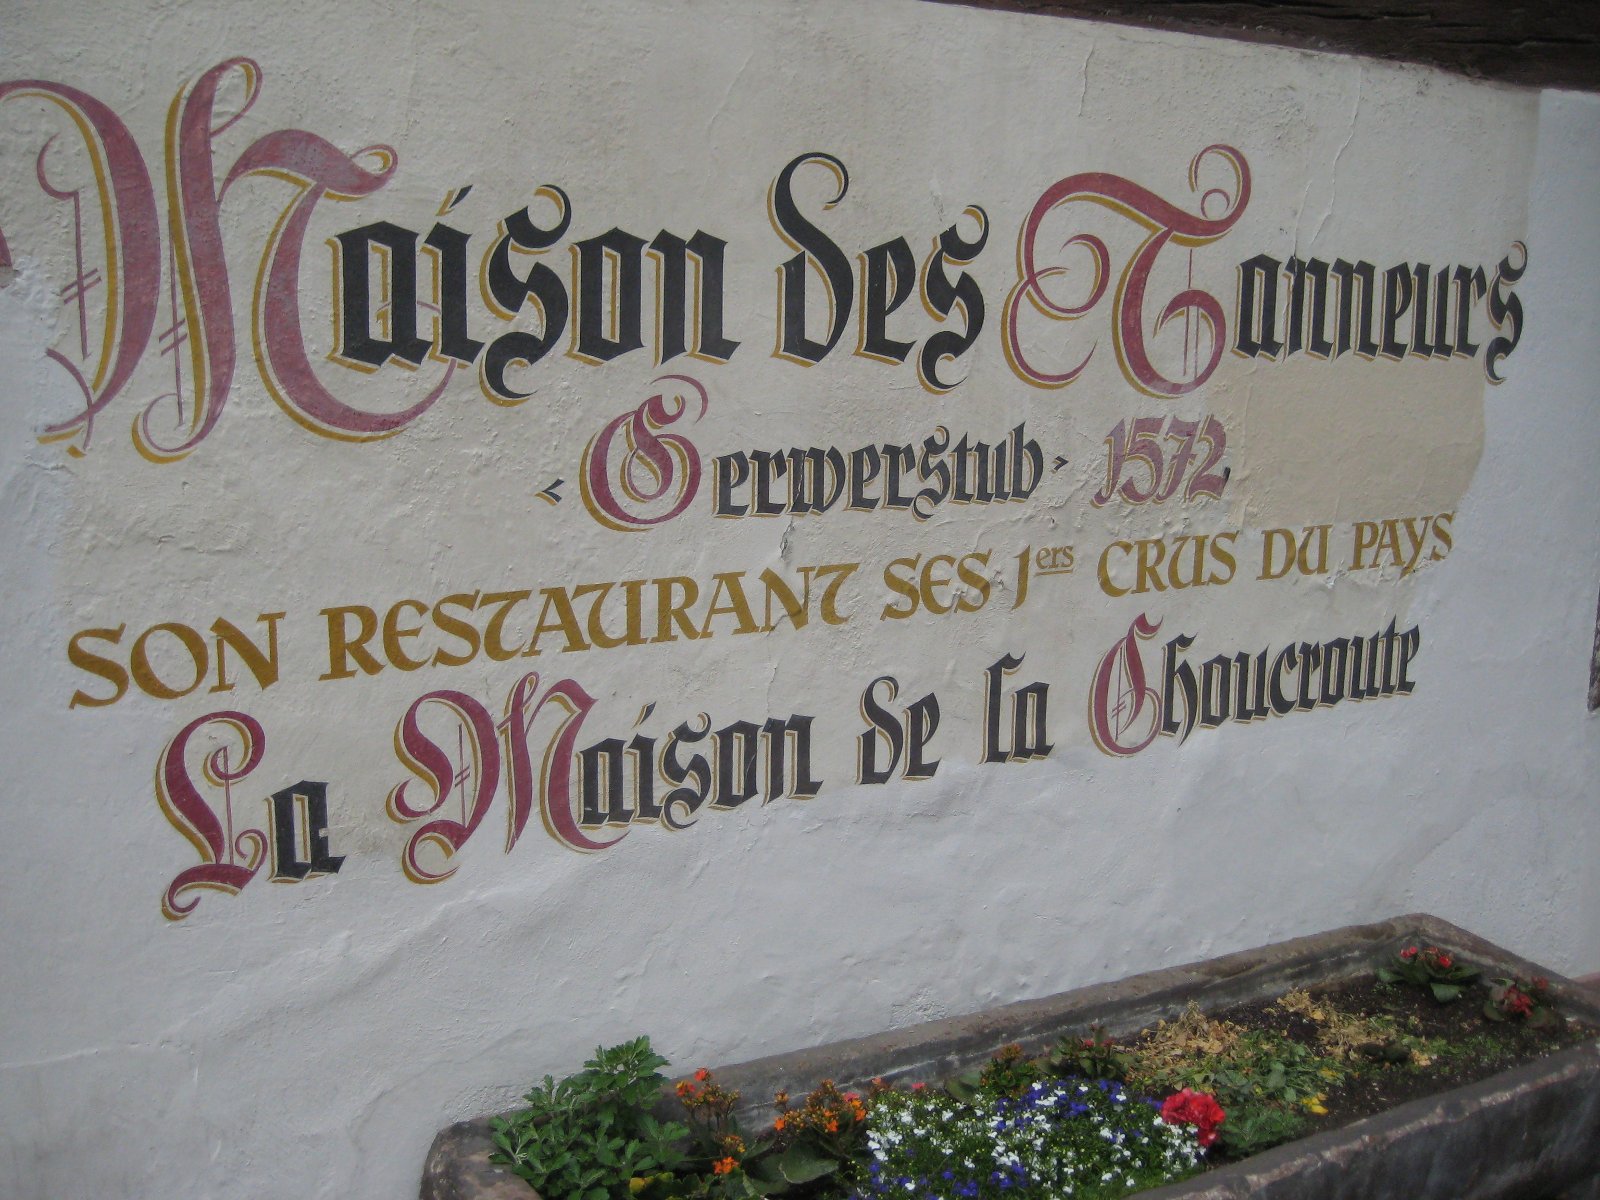 Maison des Tanneurs
‹ Gerwerstub › 1572
SON RESTAURANT SES 1ers CRUS DU PAYS
La Maison de la Choucroute